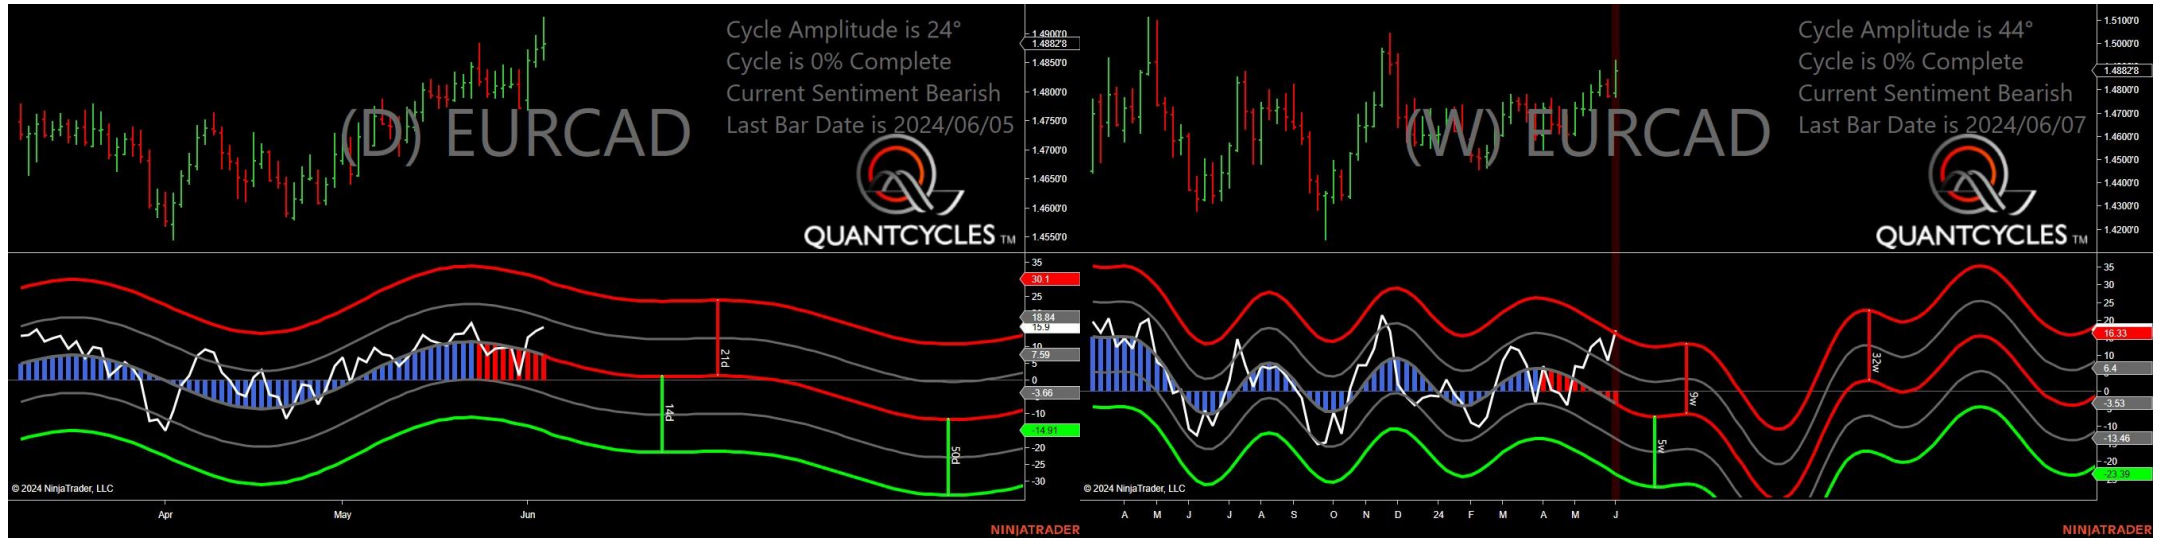 Cycle Amplitude is 24°
Cycle is 0% Complete
Current Sentiment Bearish
Last Bar Date is 2024/06/05
(D) EURCAD
QUANTCYCLES TM
1.4900'0
1.4882'8
1.4850'0
1.4800'0
1.4750'0
1.4700'0
1.4650'0
1.4600'0
1.4550'0
35
30.1
25
18.84
15.9
10
7.59
5
0
-3.66
-10
-14.91
-20
-25
-30
21d
14d
50d
© 2024 NinjaTrader, LLC
Apr May Jun
NINJATRADER
Cycle Amplitude is 44°
Cycle is 0% Complete
Current Sentiment Bearish
Last Bar Date is 2024/06/07
(W) EURCAD
QUANTCYCLES TM
1.5100'0
1.5000'0
1.4882'8
1.4800'0
1.4700'0
1.4600'0
1.4500'0
1.4400'0
1.4300'0
1.4200'0
35
30
25
20
16.33
10
6.4
0
-3.53
-13.46
-20
-23.39
9w
5w
32w
© 2024 NinjaTrader, LLC
A M J J A S O N D 24 F M A M J
NINJATRADER